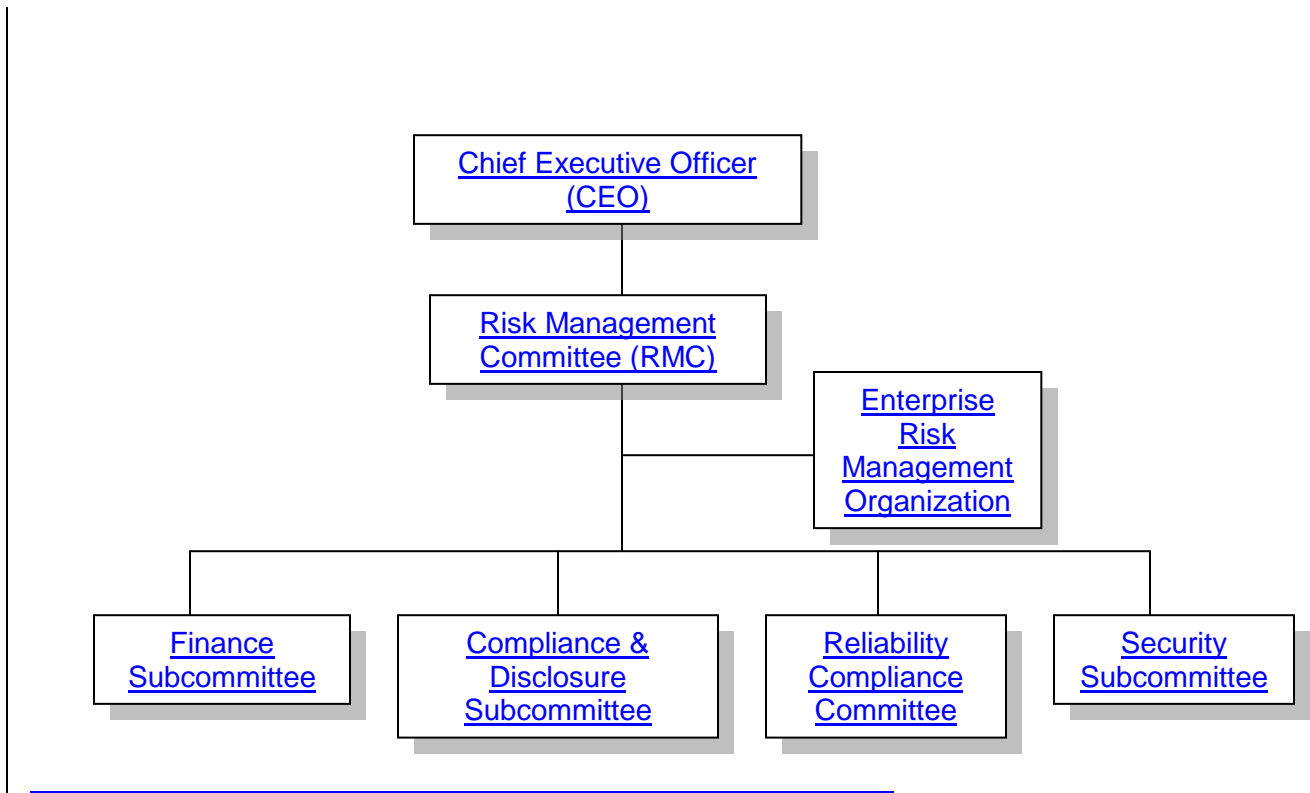 Chief Executive Officer
(CEO)
Risk Management
Committee (RMC)
Enterprise
Risk
Management
Organization
Finance
Subcommittee
Compliance &
Disclosure
Subcommittee
Reliability
Compliance
Committee
Security
Subcommittee